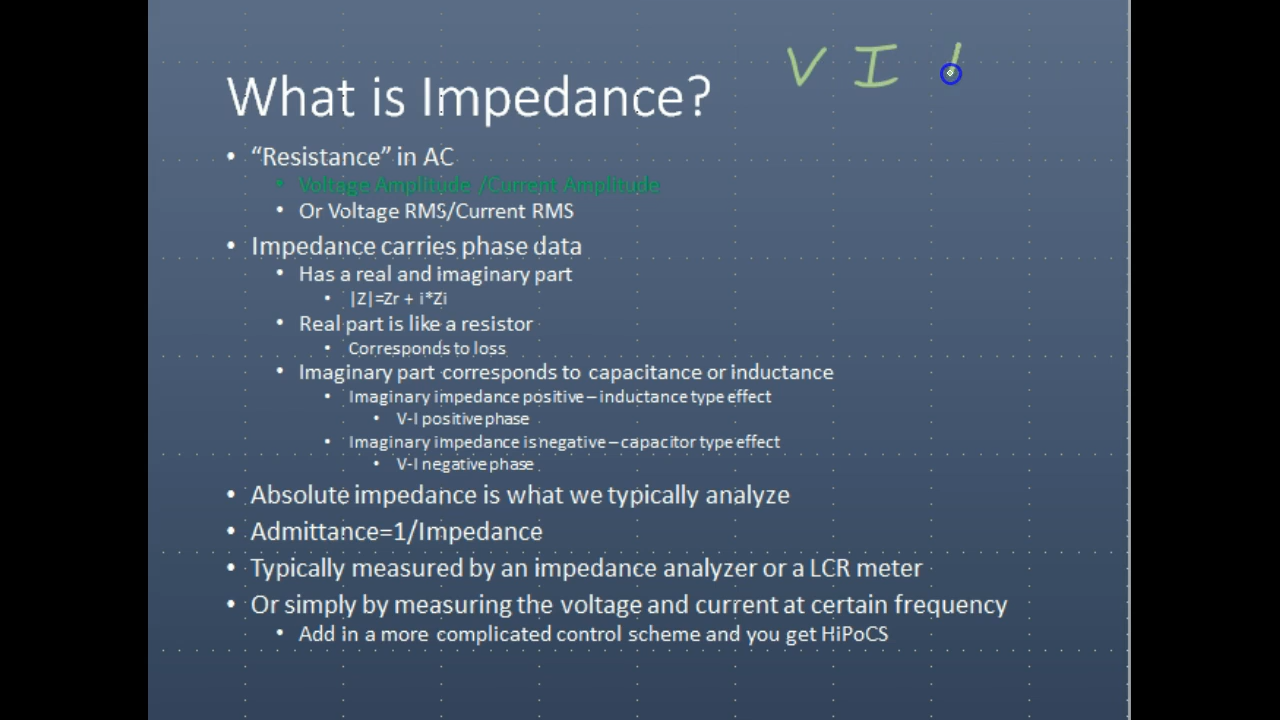 V I
What is Impedance?
• "Resistance" in AC
• Voltage Amplitude /Current Amplitude
• Or Voltage RMS/Current RMS
• Impedance carries phase data
• Has a real and imaginary part
• |Z|=Zr + i*Zi
• Real part is like a resistor
• Corresponds to loss
• Imaginary part corresponds to capacitance or inductance
• Imaginary impedance positive – inductance type effect
• V-I positive phase
• Imaginary impedance is negative – capacitor type effect
• V-I negative phase
• Absolute impedance is what we typically analyze
• Admittance=1/Impedance
• Typically measured by an impedance analyzer or a LCR meter
• Or simply by measuring the voltage and current at certain frequency
• Add in a more complicated control scheme and you get HiPoCS